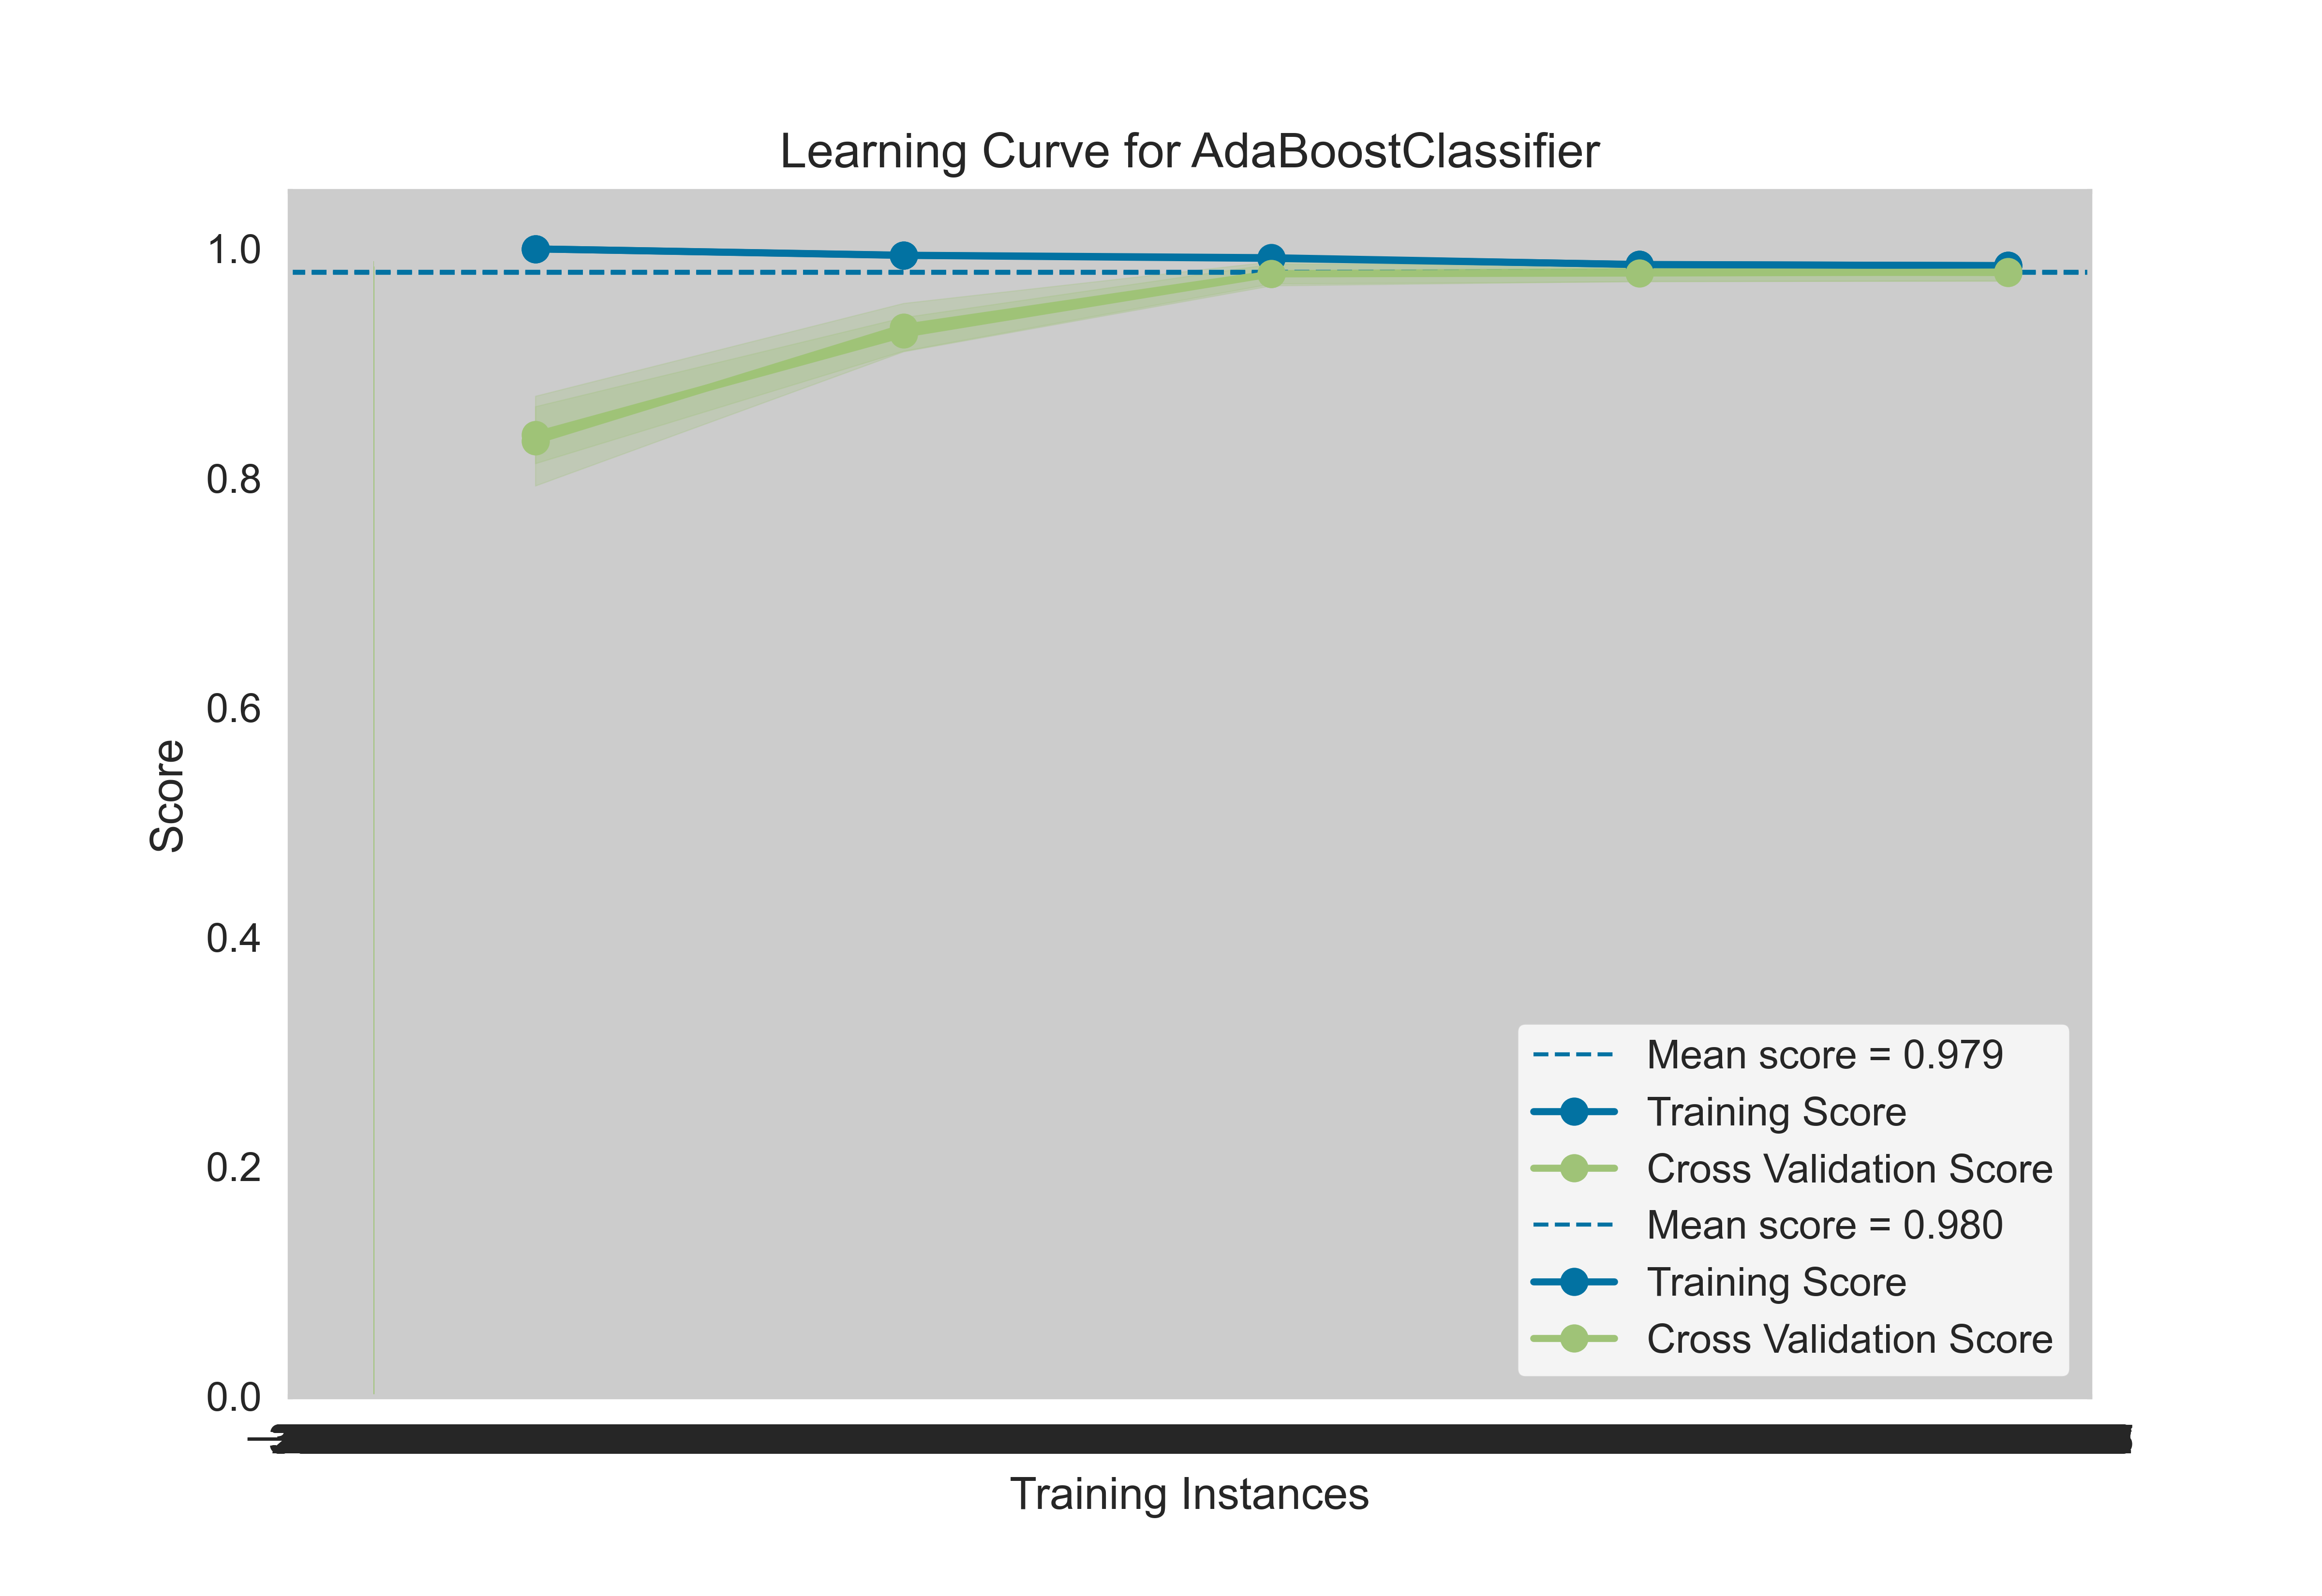 Learning Curve for AdaBoostClassifier
1.0
0.8
0.6
0.4
0.2
0.0
Score
Mean score = 0.979
Training Score
Cross Validation Score
Mean score = 0.980
Training Score
Cross Validation Score
Training Instances